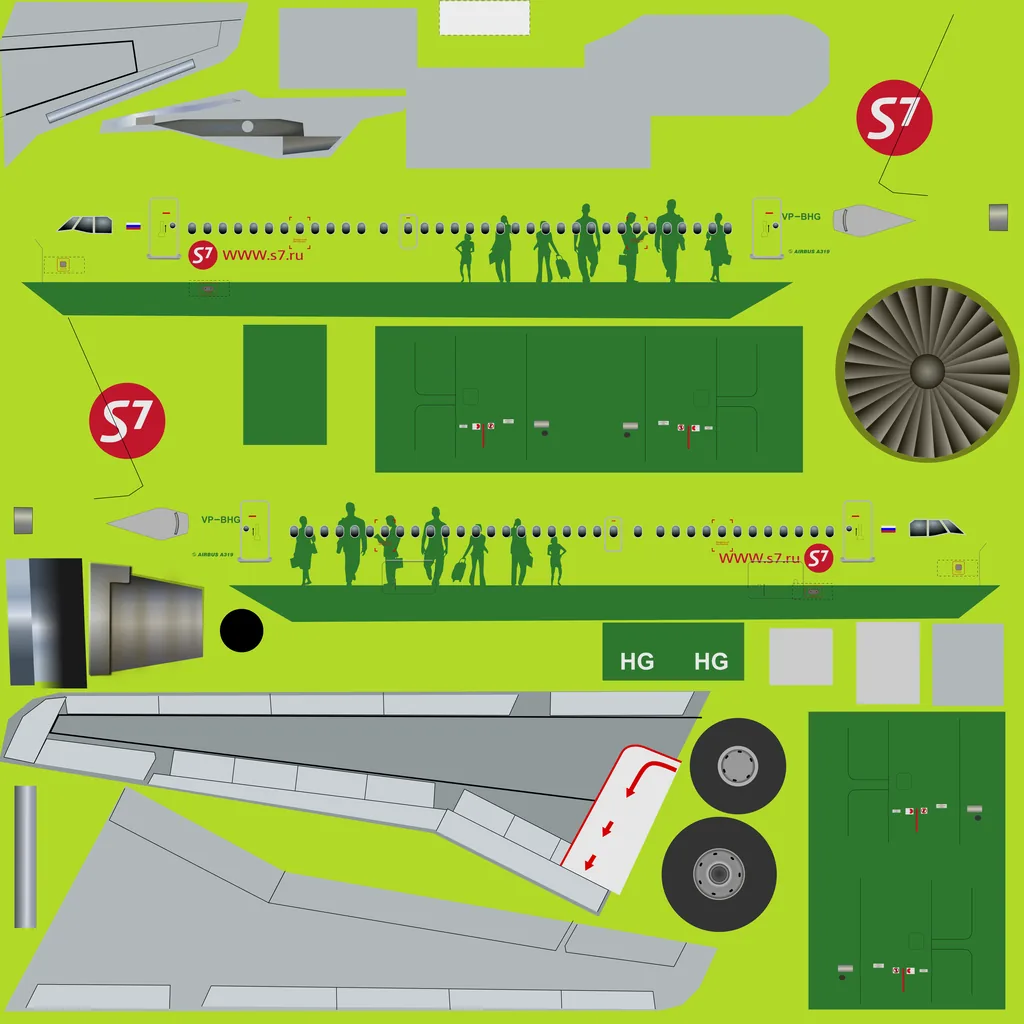 S7
VP-BHG
S7 WWW.s7.ru
© AIRBUS A319
S7
VP-BHG
© AIRBUS A319
WWW.s7.ru S7
HG HG